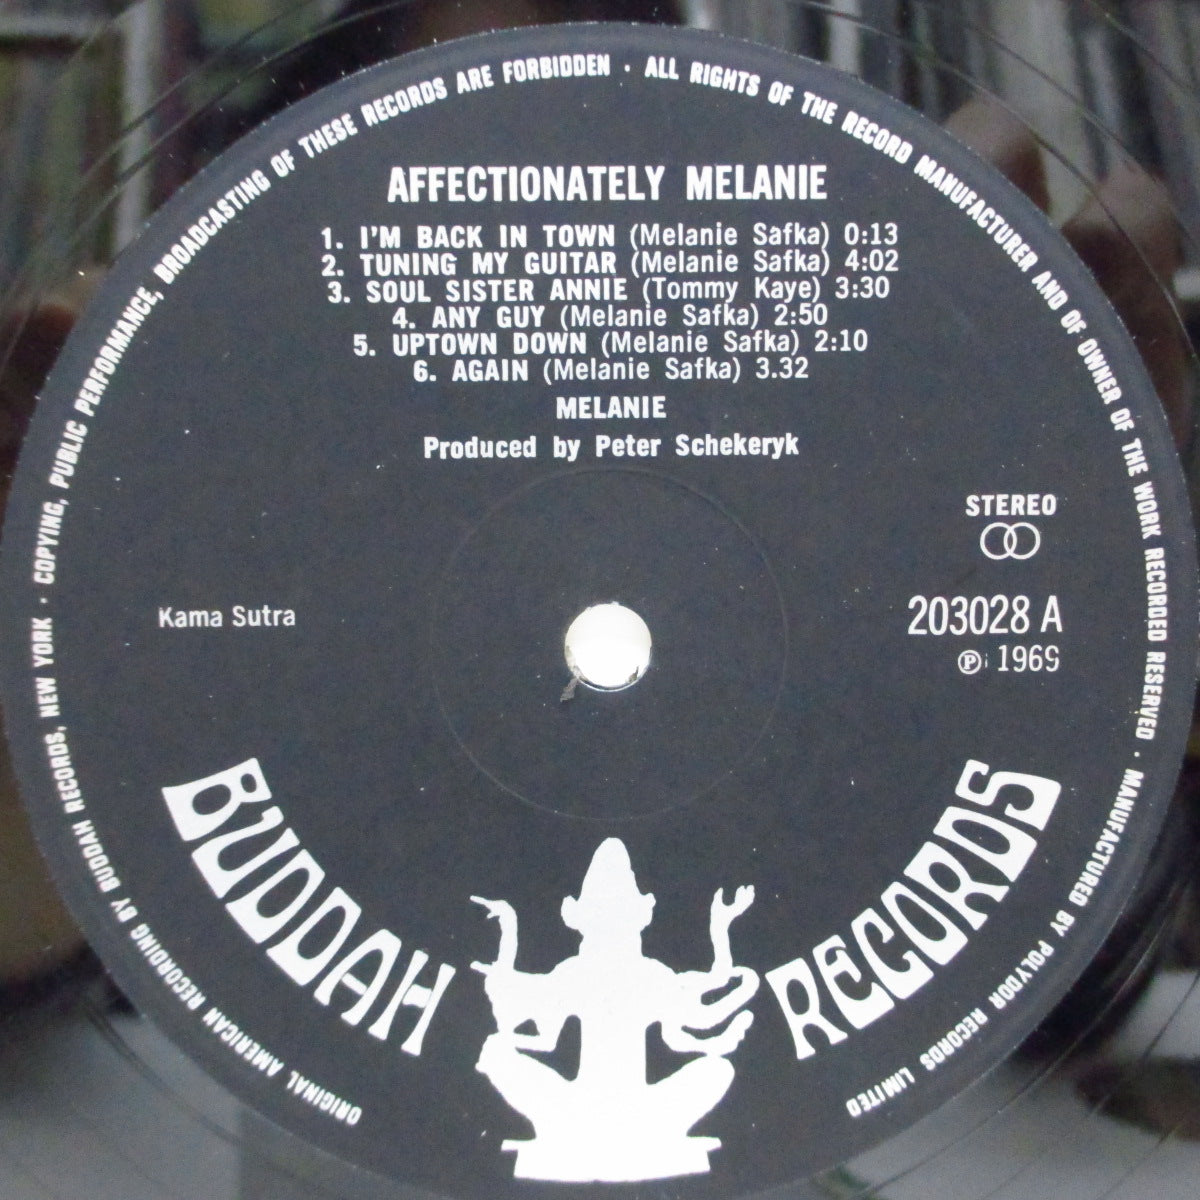 ORIGINAL AMERICAN RECORDING BY BUDDAH RECORDS, NEW YORK · COPYING, PUBLIC PERFORMANCE, BROADCASTING OF THESE RECORDS ARE FORBIDDEN · ALL RIGHTS OF THE RECORD MANUFACTURER AND OF OWNER OF THE WORK RECORDED RESERVED · MANUFACTURED BY POLYDOR RECORDS LIMITED
AFFECTIONATELY MELANIE
1. I'M BACK IN TOWN (Melanie Safka) 0:13
2. TUNING MY GUITAR (Melanie Safka) 4:02
3. SOUL SISTER ANNIE (Tommy Kaye) 3:30
4. ANY GUY (Melanie Safka) 2:50
5. UPTOWN DOWN (Melanie Safka) 2:10
6. AGAIN (Melanie Safka) 3.32
MELANIE
Produced by Peter Schekeryk
STEREO
Kama Sutra
203028 A
℗ 1969
BUDDAH RECORDS